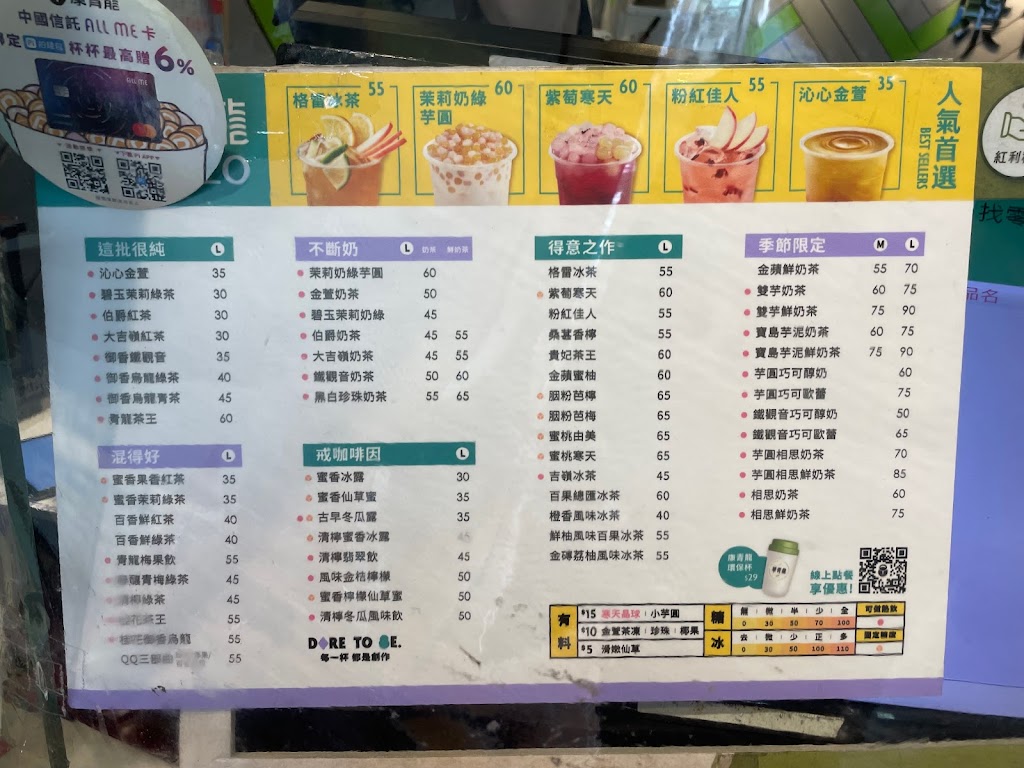 康青龍
中國信託 ALL ME 卡
綁定 杯杯最高贈6%
ALL ME
格雷冰茶 55
茉莉奶綠芋圓 60
紫萄寒天 60
粉紅佳人 55
沁心金萱 35
人氣首選
BEST SELLERS
紅利
找零
品名
這批很純 L
沁心金萱 35
碧玉茉莉綠茶 30
伯爵紅茶 30
大吉嶺紅茶 30
御香鐵觀音 35
御香烏龍綠茶 40
御香烏龍青茶 45
青龍茶王 60
混得好 L
蜜香果香紅茶 35
蜜香茉莉綠茶 35
百香鮮紅茶 40
百香鮮綠茶 40
青龍梅果飲 55
青梅綠茶 45
綠茶 45
茶王 55
桂花御香烏龍 55
QQ三 55
不斷奶 L 奶茶 鮮奶茶
茉莉奶綠芋圓 60
金萱奶茶 50
碧玉茉莉奶綠 45
伯爵奶茶 45 55
大吉嶺奶茶 45 55
鐵觀音奶茶 50 60
黑白珍珠奶茶 55 65
戒咖啡因 L
蜜香冰露 30
蜜香仙草蜜 35
古早冬瓜露 35
清檸蜜香冰露 45
清檸翡翠飲 45
風味金桔檸檬 50
蜜香檸檬仙草蜜 50
清檸冬瓜風味飲 50
DARE TO BE.
每一杯 都是創作
得意之作 L
格雷冰茶 55
紫萄寒天 60
粉紅佳人 55
桑葚香檸 55
貴妃茶王 60
金蘋蜜柚 60
胭粉芭檸 65
胭粉芭梅 65
蜜桃由美 65
蜜桃寒天 65
吉嶺冰茶 45
百果總匯冰茶 60
橙香風味冰茶 40
鮮柚風味百果冰茶 55
金磚荔柚風味冰茶 55
季節限定 M L
金蘋鮮奶茶 55 70
雙芋奶茶 60 75
雙芋鮮奶茶 75 90
寶島芋泥奶茶 60 75
寶島芋泥鮮奶茶 75 90
芋圓巧可醇奶 60
芋圓巧可歐蕾 75
鐵觀音巧可醇奶 50
鐵觀音巧可歐蕾 65
芋圓相思奶茶 70
芋圓相思鮮奶茶 85
相思奶茶 60
相思鮮奶茶 75
康青龍
環保杯
$29
線上點餐
享優惠!
有料
$15 寒天晶球 | 小芋圓
$10 金萱茶凍 | 珍珠 | 椰果
$5 滑嫩仙草
糖 無 | 微 | 半 | 少 | 全
0 30 50 70 100
冰 去 | 微 | 少 | 正 | 多
0 30 50 100 110
可做熱飲
固定糖度